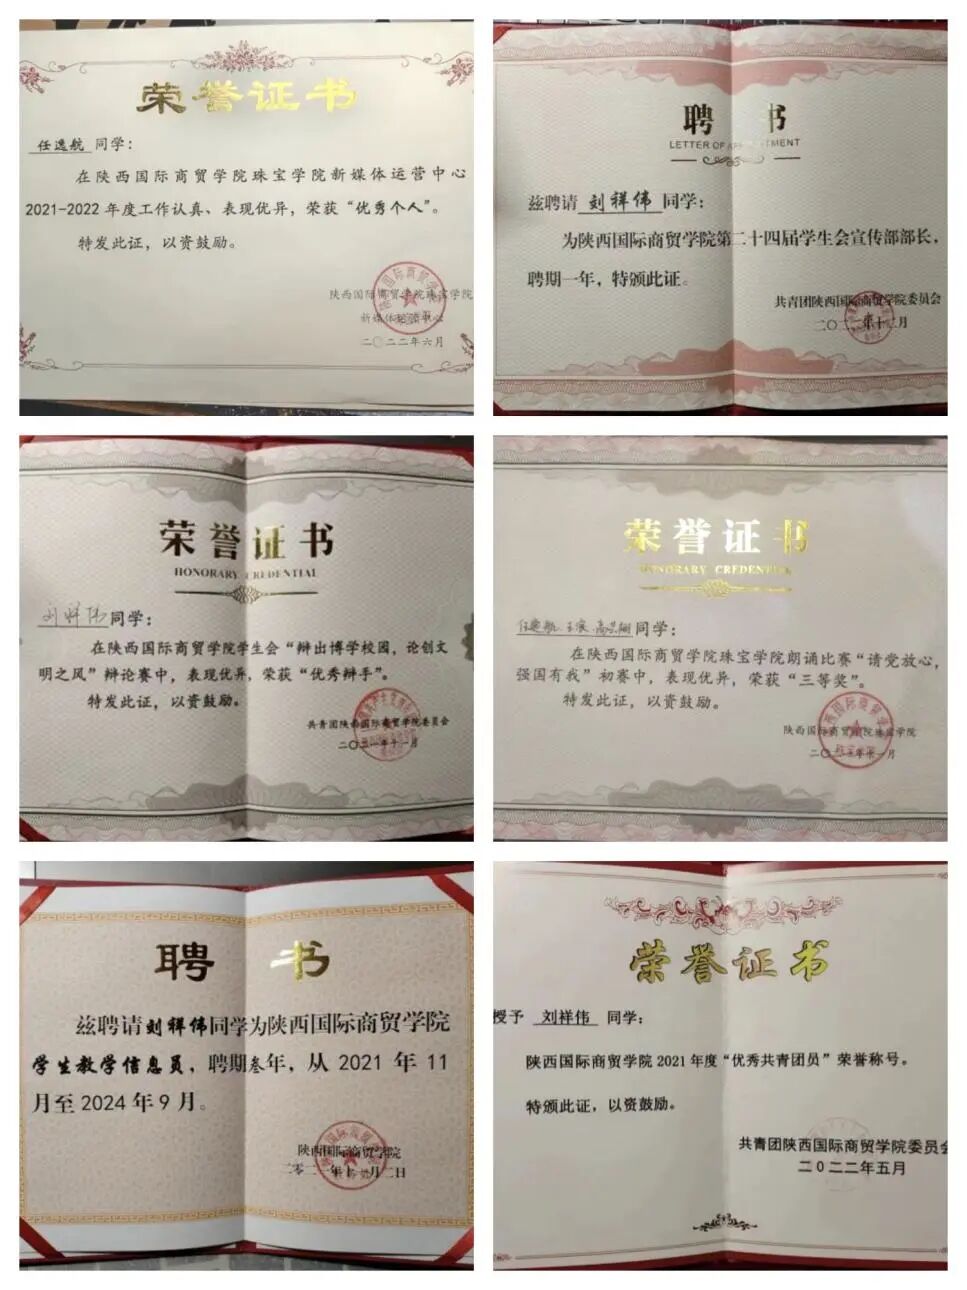 荣誉证书
任逸航 同学：
在陕西国际商贸学院珠宝学院新媒体运营中心
2021-2022 年度工作认真、表现优异，荣获“优秀个人”。
特发此证，以资鼓励。
陕西国际商贸学院珠宝学院
新媒体运营中心
二〇二二年六月
聘书
LETTER OF APPOINTMENT
兹聘请 刘祥伟 同学：
为陕西国际商贸学院第二十四届学生会宣传部部长，
聘期一年，特颁此证。
共青团陕西国际商贸学院委员会
荣誉证书
HONORARY CREDENTIAL
刘祥伟 同学：
在陕西国际商贸学院学生会“辩出博学校园，论创文
明之风”辩论赛中，表现优异，荣获“优秀辩手”。
特发此证，以资鼓励。
共青团陕西国际商贸学院委员会
二〇二一年十一月
荣誉证书
HONORARY CREDENTIAL
任逸航、王 同学：
在陕西国际商贸学院珠宝学院朗诵比赛“请党放心，
强国有我”初赛中，表现优异，荣获“三等奖”。
特发此证，以资鼓励。
陕西国际商贸学院珠宝学院
聘书
兹聘请刘祥伟同学为陕西国际商贸学院
学生教学信息员，聘期叁年，从 2021 年 11
月至 2024 年 9 月。
陕西国际商贸学院
荣誉证书
授予 刘祥伟 同学：
陕西国际商贸学院 2021 年度“优秀共青团员”荣誉称号。
特颁此证，以资鼓励。
共青团陕西国际商贸学院委员会
二〇二二年五月